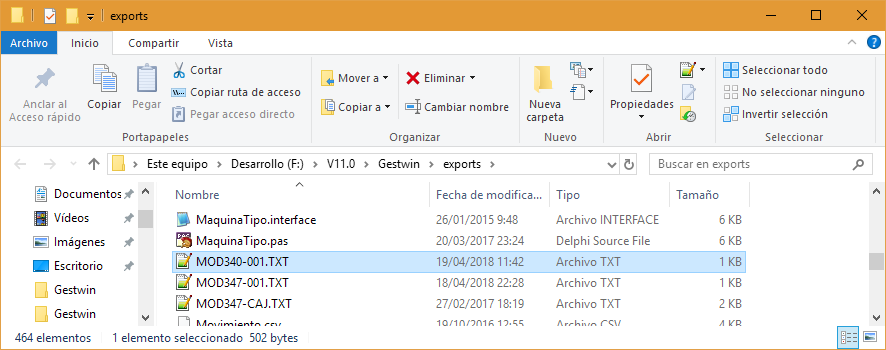 exports
Archivo Inicio Compartir Vista
Anclar al Acceso rápido
Copiar
Pegar
Cortar
Copiar ruta de acceso
Pegar acceso directo
Portapapeles
Mover a
Copiar a
Eliminar
Cambiar nombre
Organizar
Nueva carpeta
Nuevo
Propiedades
Abrir
Seleccionar todo
No seleccionar ninguno
Invertir selección
Seleccionar
Este equipo > Desarrollo (F:) > V11.0 > Gestwin > exports >
Buscar en exports
Documentos
Vídeos
Imágenes
Escritorio
Gestwin
Gestwin
Nombre Fecha de modifica... Tipo Tamaño
MaquinaTipo.interface 26/01/2015 9:48 Archivo INTERFACE 6 KB
MaquinaTipo.pas 20/03/2017 23:24 Delphi Source File 6 KB
MOD340-001.TXT 19/04/2018 11:42 Archivo TXT 1 KB
MOD347-001.TXT 18/04/2018 22:28 Archivo TXT 1 KB
MOD347-CAJ.TXT 27/02/2017 18:19 Archivo TXT 2 KB
Movimiento.csv 19/10/2016 12:55 Archivo CSV 4 KB
464 elementos 1 elemento seleccionado 502 bytes